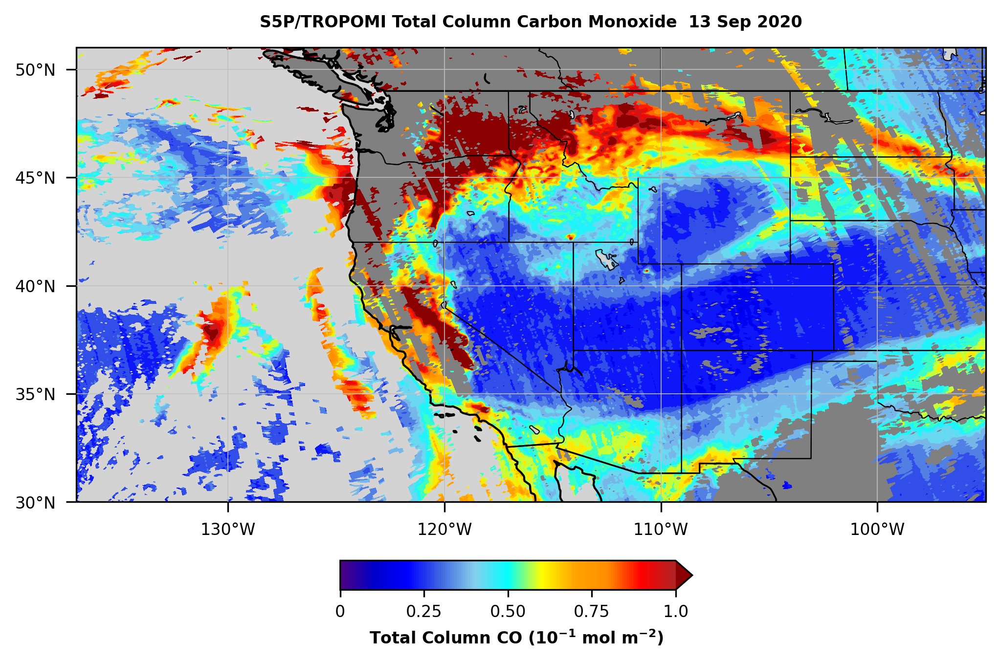 S5P/TROPOMI Total Column Carbon Monoxide  13 Sep 2020
50°N
45°N
40°N
35°N
30°N
130°W 120°W 110°W 100°W
0 0.25 0.50 0.75 1.0
Total Column CO (10⁻¹ mol m⁻²)